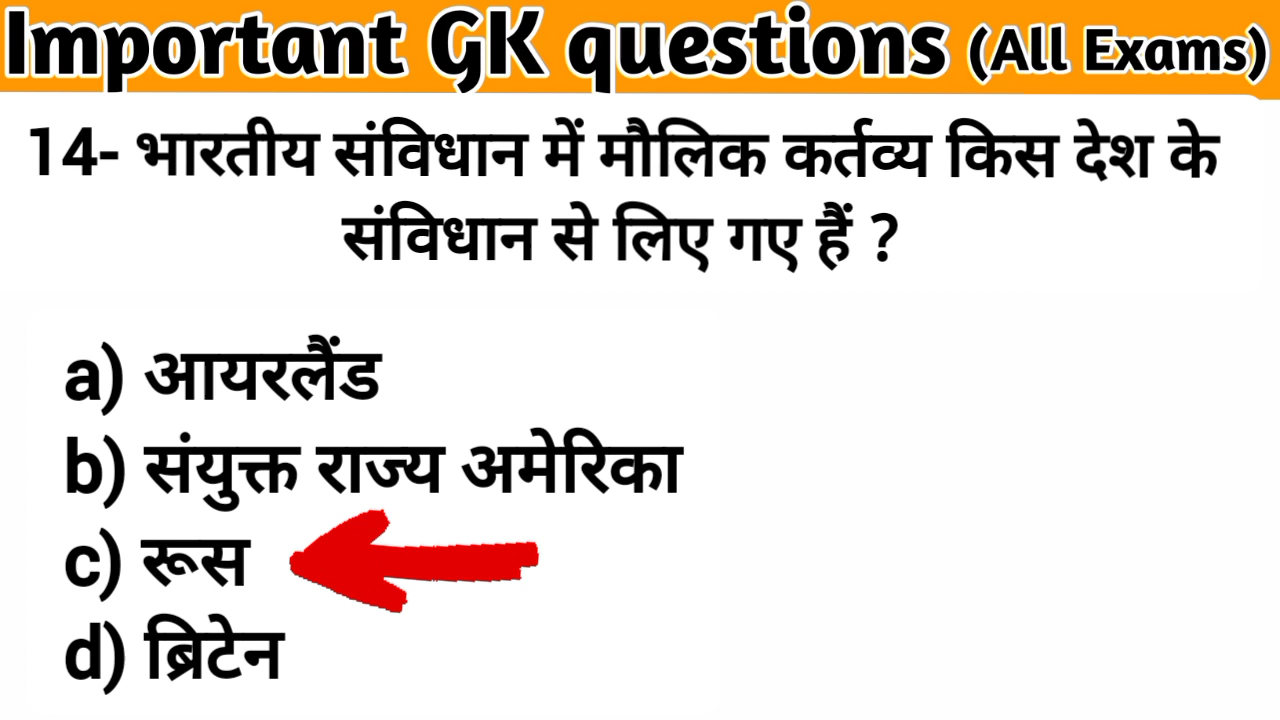 Important GK questions (All Exams)
14- भारतीय संविधान में मौलिक कर्तव्य किस देश के
संविधान से लिए गए हैं ?
a) आयरलैंड
b) संयुक्त राज्य अमेरिका
c) रूस
d) ब्रिटेन